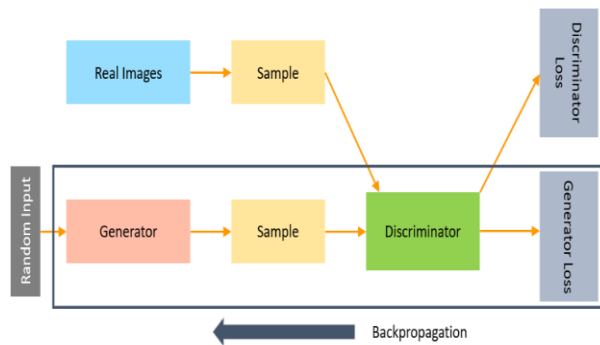 Real Images
Sample
Discriminator
Loss
Random Input
Generator
Sample
Discriminator
Generator Loss
Backpropagation